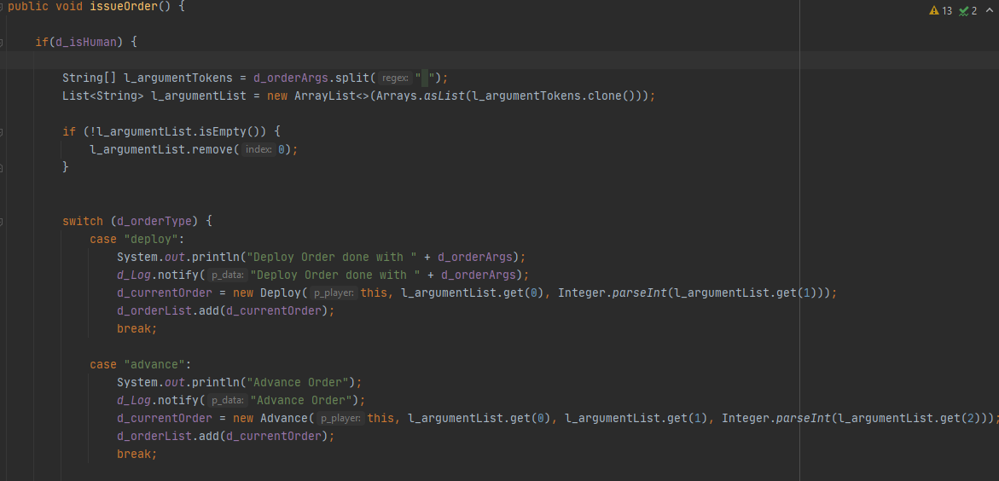 public void issueOrder() {
13 2
if(d_isHuman) {
String[] l_argumentTokens = d_orderArgs.split( regex: " ");
List<String> l_argumentList = new ArrayList<>(Arrays.asList(l_argumentTokens.clone()));
if (!l_argumentList.isEmpty()) {
l_argumentList.remove( index: 0);
}
switch (d_orderType) {
case "deploy":
System.out.println("Deploy Order done with " + d_orderArgs);
d_Log.notify( p_data: "Deploy Order done with " + d_orderArgs);
d_currentOrder = new Deploy( p_player: this, l_argumentList.get(0), Integer.parseInt(l_argumentList.get(1)));
d_orderList.add(d_currentOrder);
break;
case "advance":
System.out.println("Advance Order");
d_Log.notify( p_data: "Advance Order");
d_currentOrder = new Advance( p_player: this, l_argumentList.get(0), l_argumentList.get(1), Integer.parseInt(l_argumentList.get(2)));
d_orderList.add(d_currentOrder);
break;